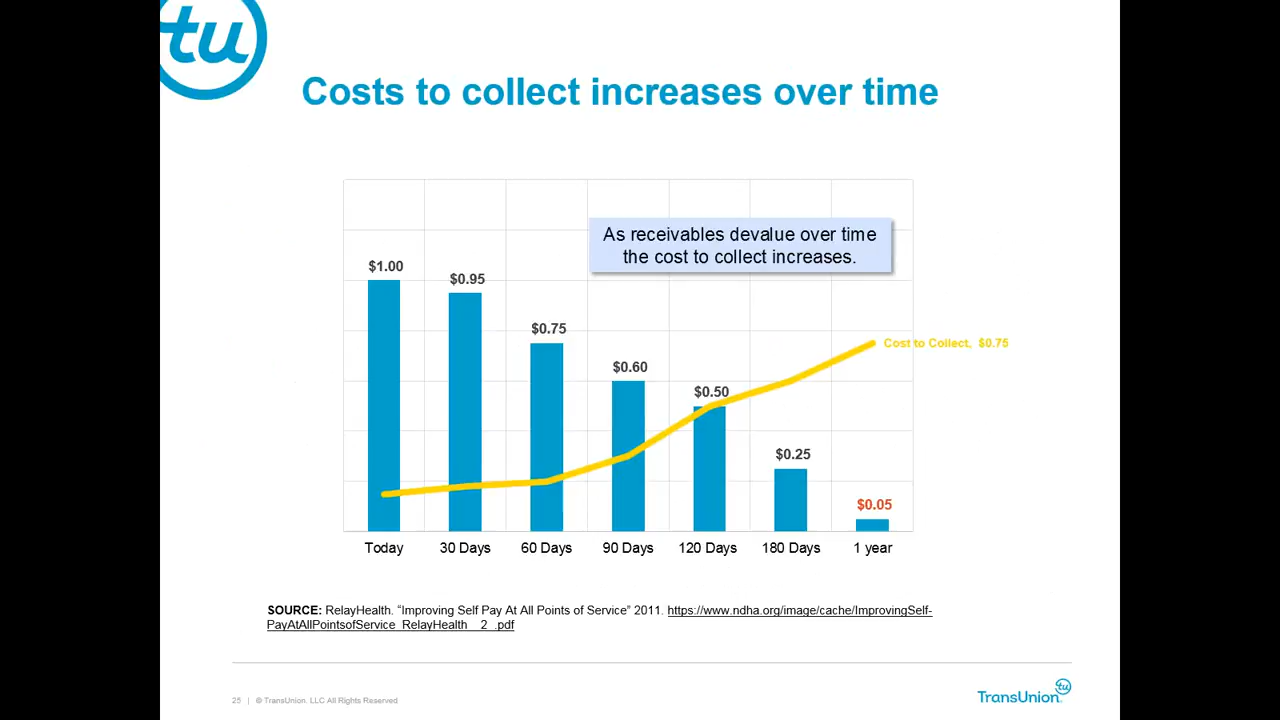 tu
Costs to collect increases over time
As receivables devalue over time
the cost to collect increases.
$1.00
$0.95
$0.75
$0.60
$0.50
$0.25
$0.05
Cost to Collect, $0.75
Today
30 Days
60 Days
90 Days
120 Days
180 Days
1 year
SOURCE: RelayHealth. “Improving Self Pay At All Points of Service” 2011. https://www.ndha.org/image/cache/ImprovingSelf-
PayAtAllPointsofService_RelayHealth__2_.pdf
25 | © TransUnion. LLC All Rights Reserved
TransUnion
tu